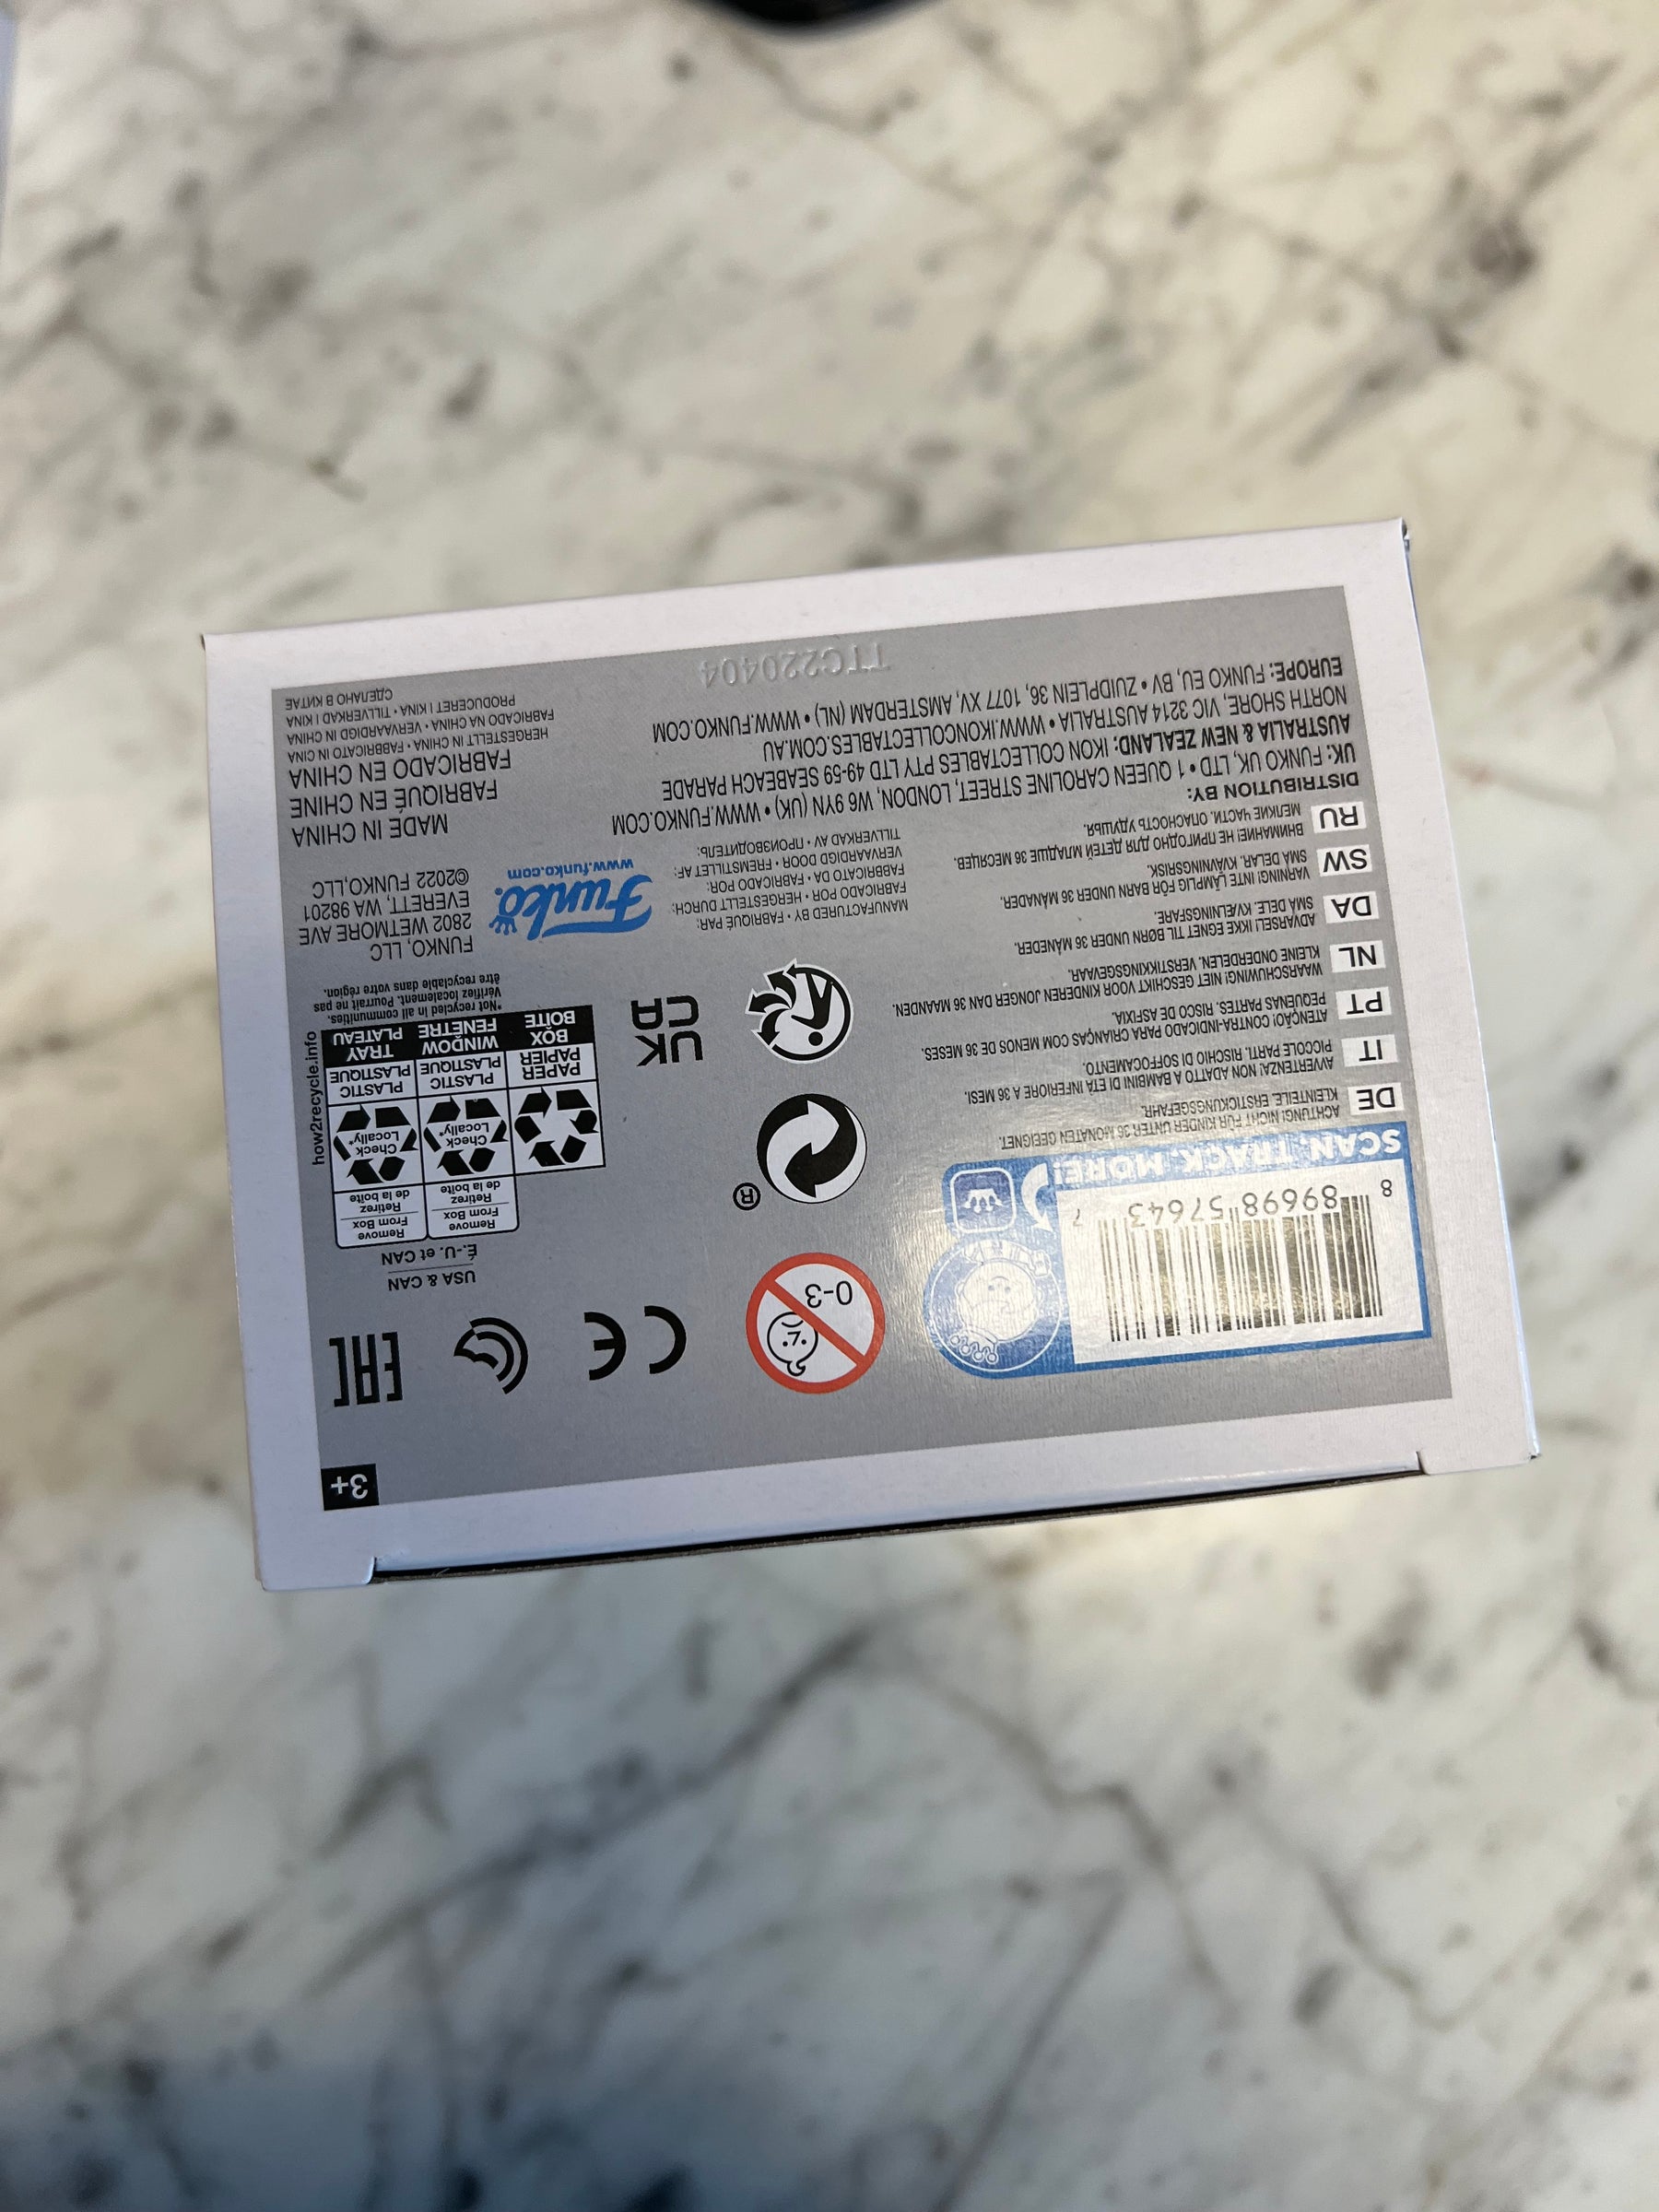 8 89698 57643 7
SCAN. TRACK. MORE!
0-3
CE
EAC
3+
DE
ACHTUNG! NICHT FÜR KINDER UNTER 36 MONATEN GEEIGNET.
KLEINTEILE. ERSTICKUNGSGEFAHR.
IT
AVVERTENZA! NON ADATTO A BAMBINI DI ETÀ INFERIORE A 36 MESI.
PICCOLE PARTI. RISCHIO DI SOFFOCAMENTO.
PT
ATENÇÃO! CONTRA-INDICADO PARA CRIANÇAS COM MENOS DE 36 MESES.
PEQUENAS PARTES. RISCO DE ASFIXIA.
NL
WAARSCHUWING! NIET GESCHIKT VOOR KINDEREN JONGER DAN 36 MAANDEN.
KLEINE ONDERDELEN. VERSTIKKINGSGEVAAR.
DA
ADVARSEL! IKKE EGNET TIL BØRN UNDER 36 MÅNEDER.
SMÅ DELE. KVÆLNINGSFARE.
SW
VARNING! INTE LÄMPLIG FÖR BARN UNDER 36 MÅNADER.
SMÅ DELAR. KVÄVNINGSRISK.
RU
ВНИМАНИЕ! НЕ ПРИГОДНО ДЛЯ ДЕТЕЙ МЛАДШЕ 36 МЕСЯЦЕВ.
МЕЛКИЕ ЧАСТИ. ОПАСНОСТЬ УДУШЬЯ.
®
UK
CA
USA & CAN
É.-U. et CAN
PAPER
PAPIER
BOX
BOÎTE
Remove
From Box
Retirez
de la boîte
Check
Locally*
PLASTIC
PLASTIQUE
WINDOW
FENÊTRE
Remove
From Box
Retirez
de la boîte
Check
Locally*
PLASTIC
PLASTIQUE
TRAY
PLATEAU
how2recycle.info
*Not recycled in all communities.
Vérifiez localement. Pourrait ne pas
être recyclable dans votre région.
MANUFACTURED BY • FABRIQUÉ PAR:
FABRICADO POR • HERGESTELLT DURCH:
FABBRICATO DA • FABRICADO POR:
VERVAARDIGD DOOR • FREMSTILLET AF:
TILLVERKAD AV • ПРОИЗВОДИТЕЛЬ:
Funko®
www.funko.com
FUNKO, LLC
2802 WETMORE AVE
EVERETT, WA 98201
©2022 FUNKO,LLC
DISTRIBUTION BY:
UK: FUNKO UK, LTD • 1 QUEEN CAROLINE STREET, LONDON, W6 9YN (UK) • WWW.FUNKO.COM
AUSTRALIA & NEW ZEALAND: IKON COLLECTABLES PTY LTD 49-59 SEABEACH PARADE
NORTH SHORE, VIC 3214 AUSTRALIA • WWW.IKONCOLLECTABLES.COM.AU
EUROPE: FUNKO EU, BV • ZUIDPLEIN 36, 1077 XV, AMSTERDAM (NL) • WWW.FUNKO.COM
MADE IN CHINA
FABRIQUÉ EN CHINE
FABRICADO EN CHINA
HERGESTELLT IN CHINA • FABBRICATO IN CINA
FABRICADO NA CHINA • VERVAARDIGD IN CHINA
PRODUCERET I KINA • TILLVERKAD I KINA
СДЕЛАНО В КИТАЕ
TTC220404